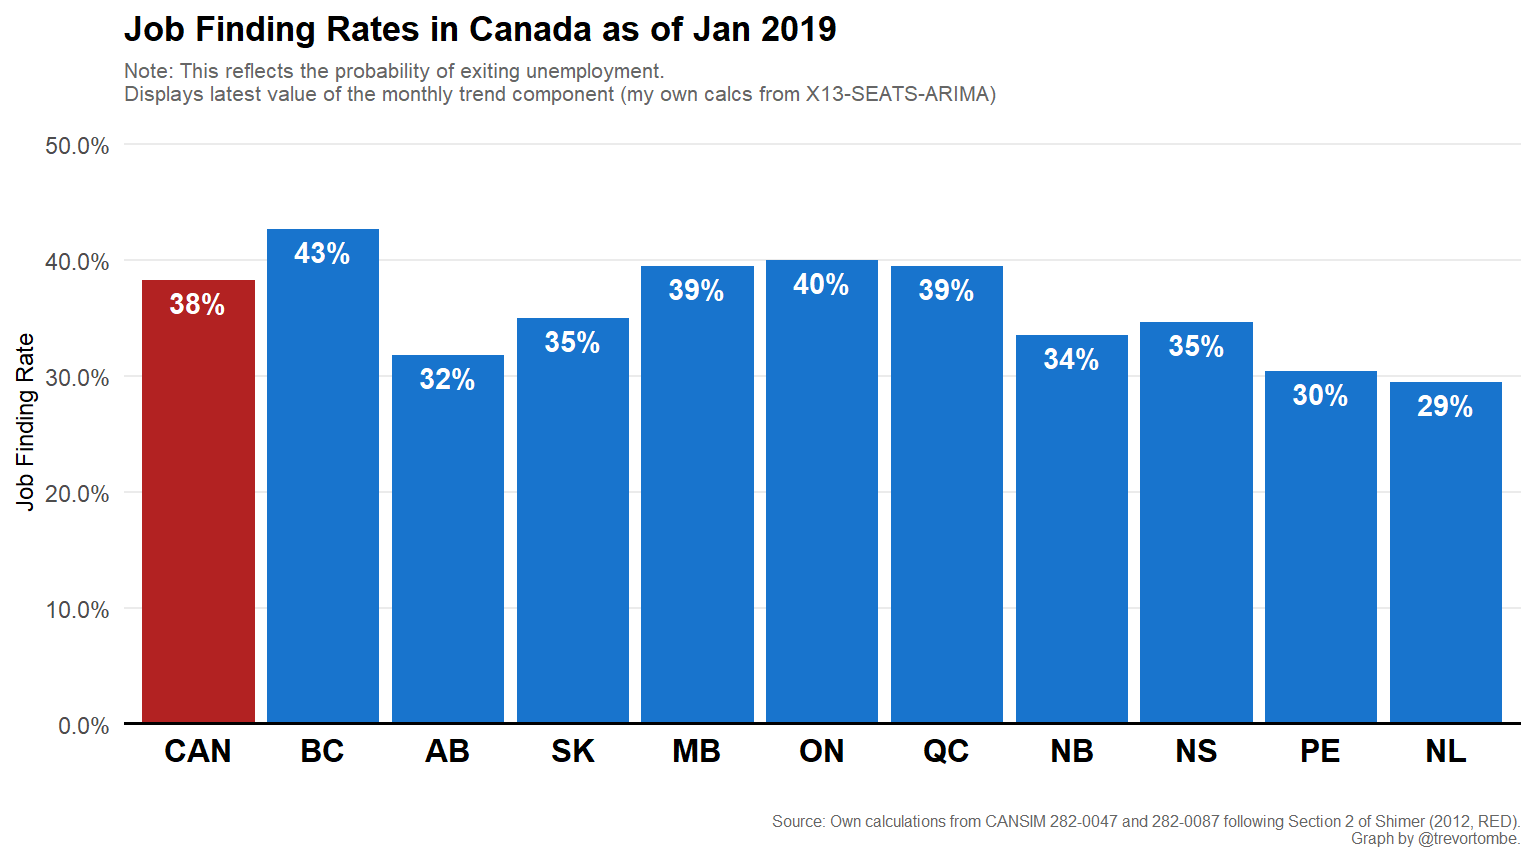 Job Finding Rates in Canada as of Jan 2019
Note: This reflects the probability of exiting unemployment.
Displays latest value of the monthly trend component (my own calcs from X13-SEATS-ARIMA)
Job Finding Rate
50.0%
40.0%
30.0%
20.0%
10.0%
0.0%
38%
43%
32%
35%
39%
40%
39%
34%
35%
30%
29%
CAN
BC
AB
SK
MB
ON
QC
NB
NS
PE
NL
Source: Own calculations from CANSIM 282-0047 and 282-0087 following Section 2 of Shimer (2012, RED).
Graph by @trevortombe.